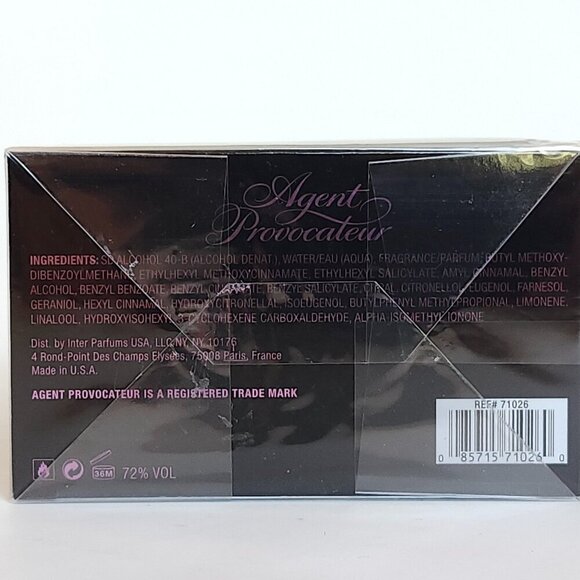 Agent
Provocateur
INGREDIENTS: SD ALCOHOL 40-B (ALCOHOL DENAT), WATER/EAU (AQUA), FRAGRANCE/PARFUM, BUTYL METHOXY-
DIBENZOYLMETHANE, ETHYLHEXYL METHOXYCINNAMATE, ETHYLHEXYL SALICYLATE, AMYL CINNAMAL, BENZYL
ALCOHOL, BENZYL BENZOATE, BENZYL SALICYLATE, CITRAL, CITRONELLOL, EUGENOL, FARNESOL,
GERANIOL, HEXYL CINNAMAL, HYDROXYCITRONELLAL, ISOEUGENOL, BUTYLPHENYL METHYLPROPIONAL, LIMONENE,
LINALOOL, HYDROXYISOHEXYL 3-CYCLOHEXENE CARBOXALDEHYDE, ALPHA-ISOMETHYL IONONE
Dist. by Inter Parfums USA, LLC NY, NY 10176
4 Rond-Point Des Champs Elysees, 75008 Paris, France
Made in U.S.A.
AGENT PROVOCATEUR IS A REGISTERED TRADE MARK
REF# 71026
0 85715 71026 0
36M 72% VOL